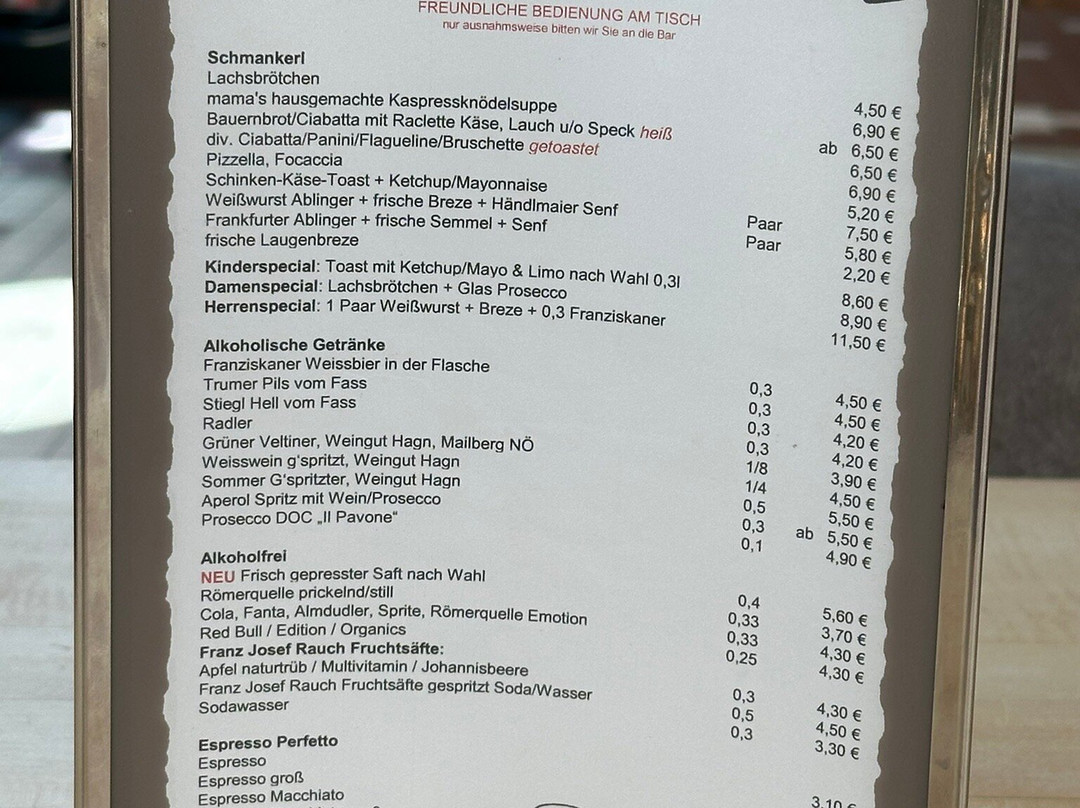 FREUNDLICHE BEDIENUNG AM TISCH
nur ausnahmsweise bitten wir Sie an die Bar
Schmankerl
Lachsbrötchen 4,50 €
mama's hausgemachte Kaspressknödelsuppe 6,90 €
Bauernbrot/Ciabatta mit Raclette Käse, Lauch u/o Speck heiß ab 6,50 €
div. Ciabatta/Panini/Flagueline/Bruschette getoastet 6,50 €
Pizzella, Focaccia 6,90 €
Schinken-Käse-Toast + Ketchup/Mayonnaise 5,20 €
Weißwurst Ablinger + frische Breze + Händlmaier Senf Paar 7,50 €
Frankfurter Ablinger + frische Semmel + Senf Paar 5,80 €
frische Laugenbreze 2,20 €
Kinderspecial: Toast mit Ketchup/Mayo & Limo nach Wahl 0,3l 8,60 €
Damenspecial: Lachsbrötchen + Glas Prosecco 8,90 €
Herrenspecial: 1 Paar Weißwurst + Breze + 0,3 Franziskaner 11,50 €
Alkoholische Getränke
Franziskaner Weissbier in der Flasche 0,3 4,50 €
Trumer Pils vom Fass 0,3 4,50 €
Stiegl Hell vom Fass 0,3 4,20 €
Radler 0,3 4,20 €
Grüner Veltiner, Weingut Hagn, Mailberg NÖ 1/8 3,90 €
Weisswein g'spritzt, Weingut Hagn 1/4 4,50 €
Sommer G'spritzter, Weingut Hagn 0,5 5,50 €
Aperol Spritz mit Wein/Prosecco 0,3 ab 5,50 €
Prosecco DOC „Il Pavone“ 0,1 4,90 €
Alkoholfrei
NEU Frisch gepresster Saft nach Wahl 0,4 5,60 €
Römerquelle prickelnd/still 0,33 3,70 €
Cola, Fanta, Almdudler, Sprite, Römerquelle Emotion 0,33 4,30 €
Red Bull / Edition / Organics 0,25 4,30 €
Franz Josef Rauch Fruchtsäfte:
Apfel naturtrüb / Multivitamin / Johannisbeere 0,3 4,30 €
Franz Josef Rauch Fruchtsäfte gespritzt Soda/Wasser 0,5 4,50 €
Sodawasser 0,3 3,30 €
Espresso Perfetto
Espresso 3,10 €
Espresso groß
Espresso Macchiato